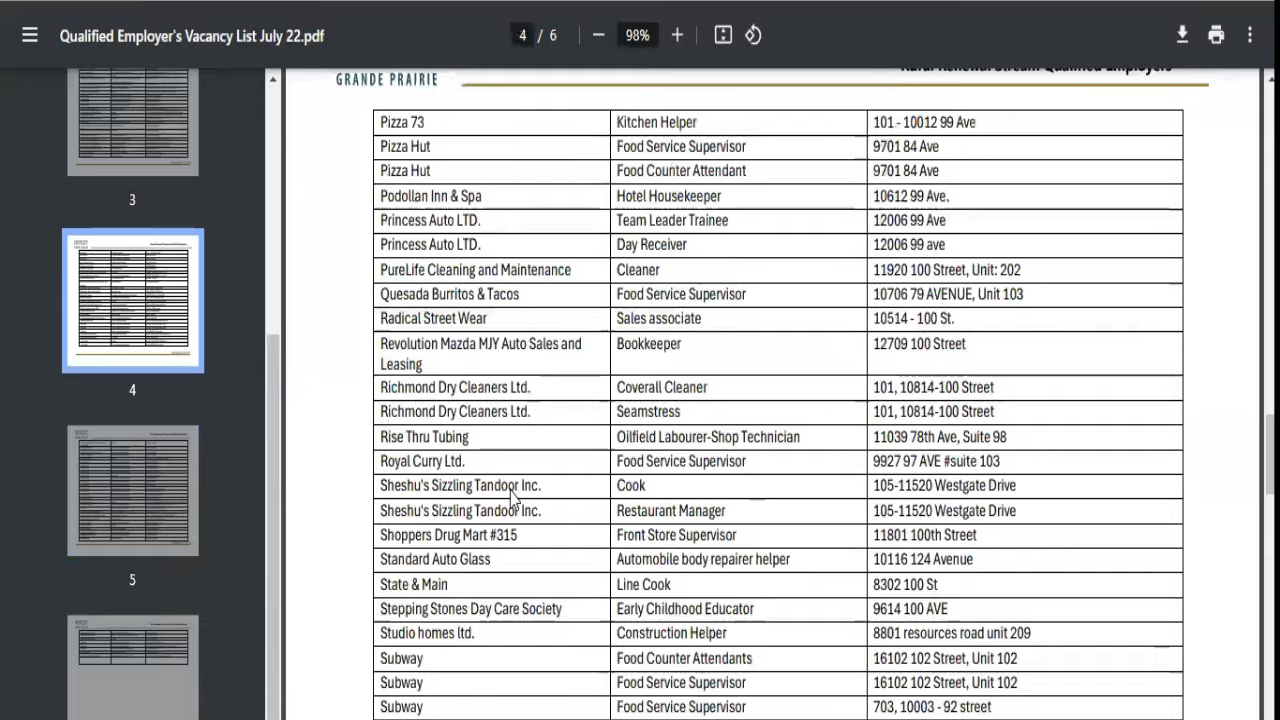 Qualified Employer's Vacancy List July 22.pdf
4 / 6
98%
GRANDE PRAIRIE
Rural Renewal Stream Qualified Employers
Pizza 73 Kitchen Helper 101 - 10012 99 Ave
Pizza Hut Food Service Supervisor 9701 84 Ave
Pizza Hut Food Counter Attendant 9701 84 Ave
Podollan Inn & Spa Hotel Housekeeper 10612 99 Ave.
Princess Auto LTD. Team Leader Trainee 12006 99 Ave
Princess Auto LTD. Day Receiver 12006 99 ave
PureLife Cleaning and Maintenance Cleaner 11920 100 Street, Unit: 202
Quesada Burritos & Tacos Food Service Supervisor 10706 79 AVENUE, Unit 103
Radical Street Wear Sales associate 10514 - 100 St.
Revolution Mazda MJY Auto Sales and Bookkeeper 12709 100 Street
Leasing
Richmond Dry Cleaners Ltd. Coverall Cleaner 101, 10814-100 Street
Richmond Dry Cleaners Ltd. Seamstress 101, 10814-100 Street
Rise Thru Tubing Oilfield Labourer-Shop Technician 11039 78th Ave, Suite 98
Royal Curry Ltd. Food Service Supervisor 9927 97 AVE #suite 103
Sheshu's Sizzling Tandoor Inc. Cook 105-11520 Westgate Drive
Sheshu's Sizzling Tandoor Inc. Restaurant Manager 105-11520 Westgate Drive
Shoppers Drug Mart #315 Front Store Supervisor 11801 100th Street
Standard Auto Glass Automobile body repairer helper 10116 124 Avenue
State & Main Line Cook 8302 100 St
Stepping Stones Day Care Society Early Childhood Educator 9614 100 AVE
Studio homes ltd. Construction Helper 8801 resources road unit 209
Subway Food Counter Attendants 16102 102 Street, Unit 102
Subway Food Service Supervisor 16102 102 Street, Unit 102
Subway Food Service Supervisor 703, 10003 - 92 street
3
4
5